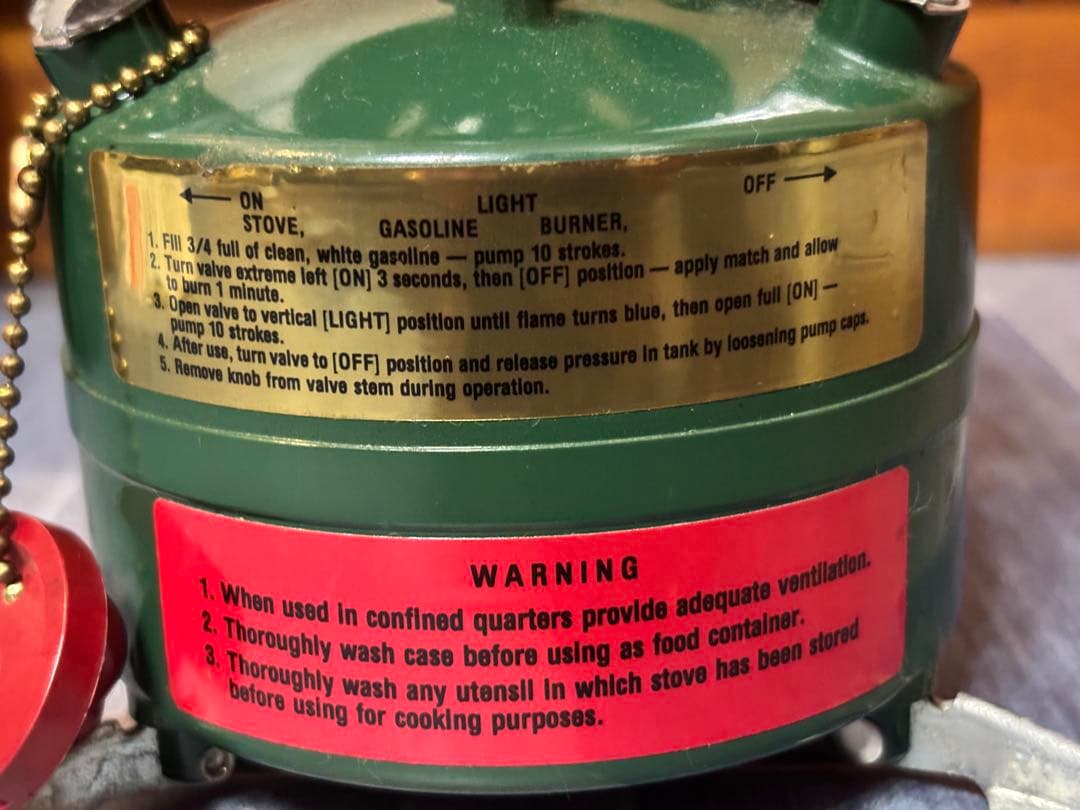 ← ON LIGHT OFF →
STOVE, GASOLINE BURNER,
1. Fill 3/4 full of clean, white gasoline — pump 10 strokes.
2. Turn valve extreme left [ON] 3 seconds, then [OFF] position — apply match and allow
to burn 1 minute.
3. Open valve to vertical [LIGHT] position until flame turns blue, then open full [ON] —
pump 10 strokes.
4. After use, turn valve to [OFF] position and release pressure in tank by loosening pump caps.
5. Remove knob from valve stem during operation.
WARNING
1. When used in confined quarters provide adequate ventilation.
2. Thoroughly wash case before using as food container.
3. Thoroughly wash any utensil in which stove has been stored
before using for cooking purposes.